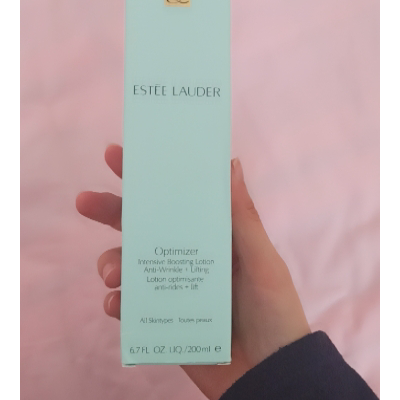 ESTĒE LAUDER
Optimizer
Intensive Boosting Lotion
Anti-Wrinkle + Lifting
Lotion optimisante
anti-rides + lift
All Skintypes · Toutes peaux
6.7 FL. OZ. LIQ./200 ml ℮